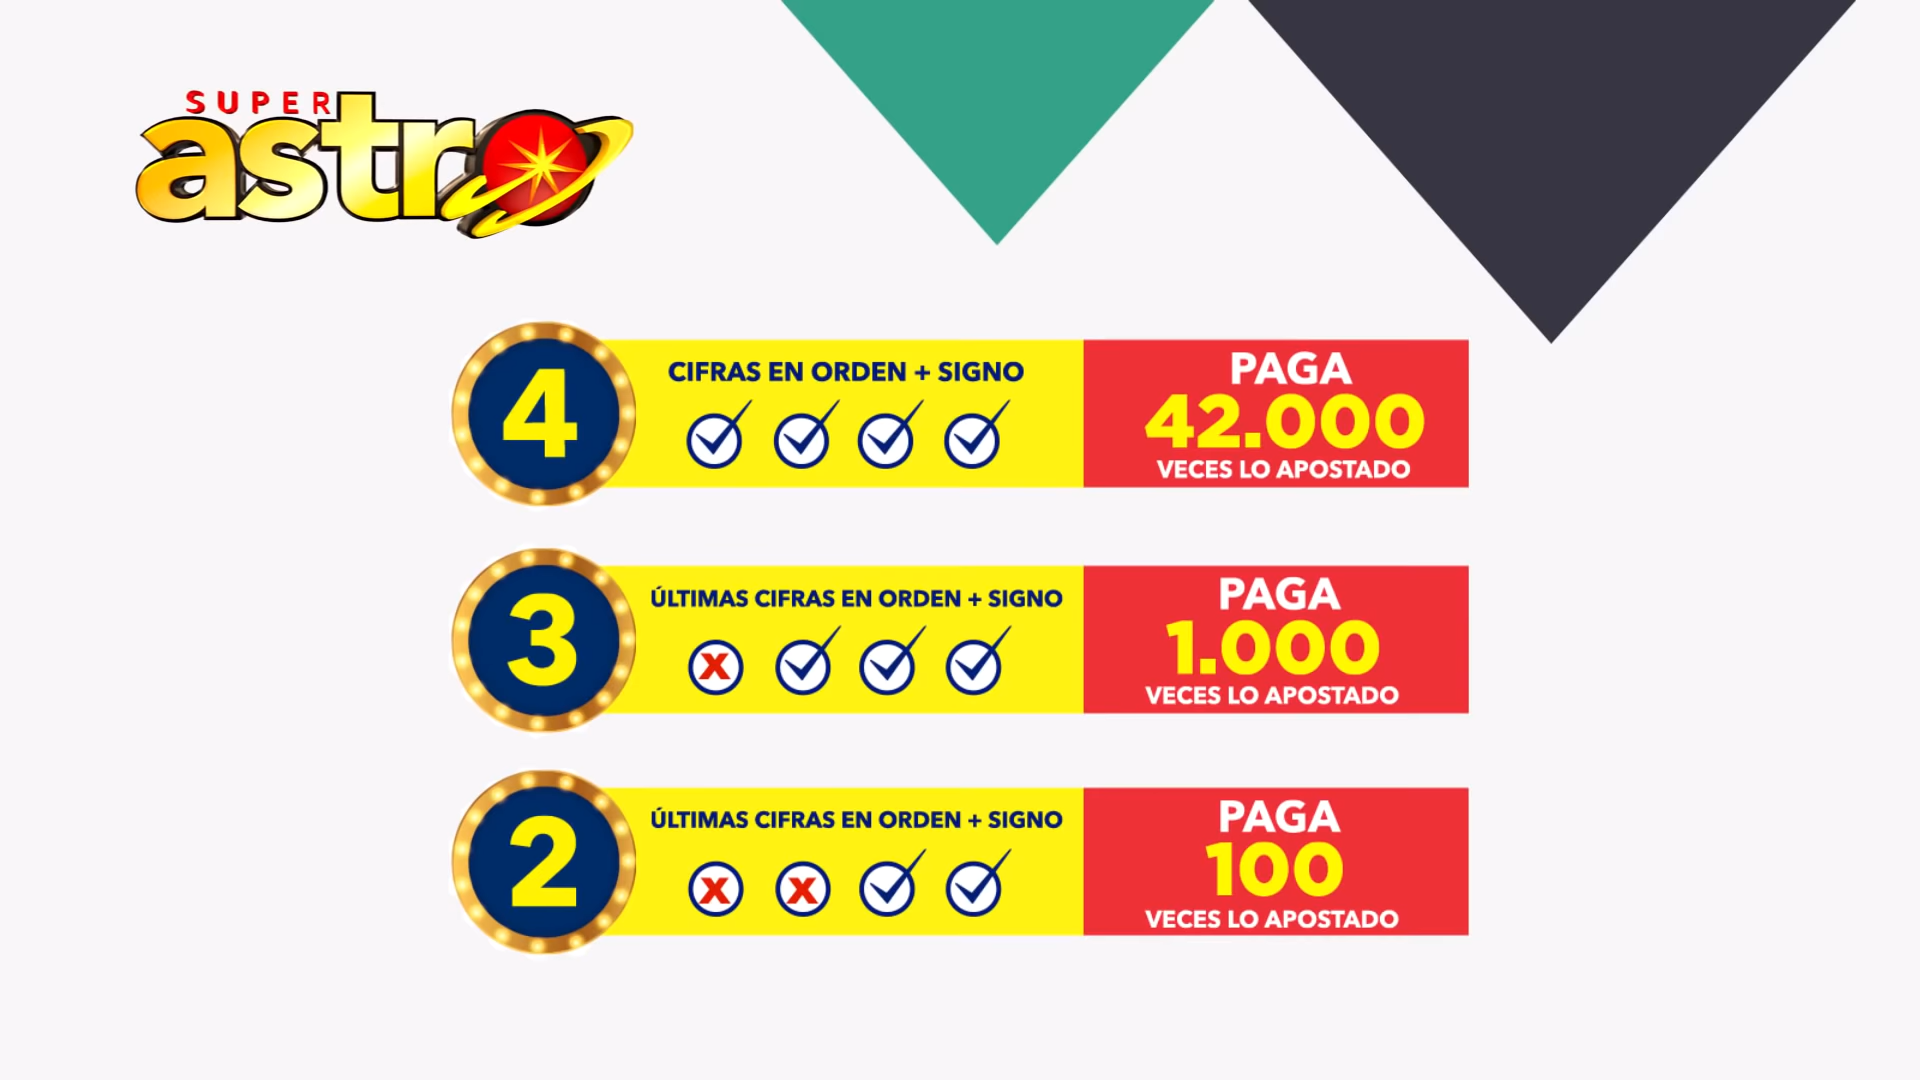 SUPER
astro
4
CIFRAS EN ORDEN + SIGNO
PAGA
42.000
VECES LO APOSTADO
3
ÚLTIMAS CIFRAS EN ORDEN + SIGNO
X
PAGA
1.000
VECES LO APOSTADO
2
ÚLTIMAS CIFRAS EN ORDEN + SIGNO
X X
PAGA
100
VECES LO APOSTADO